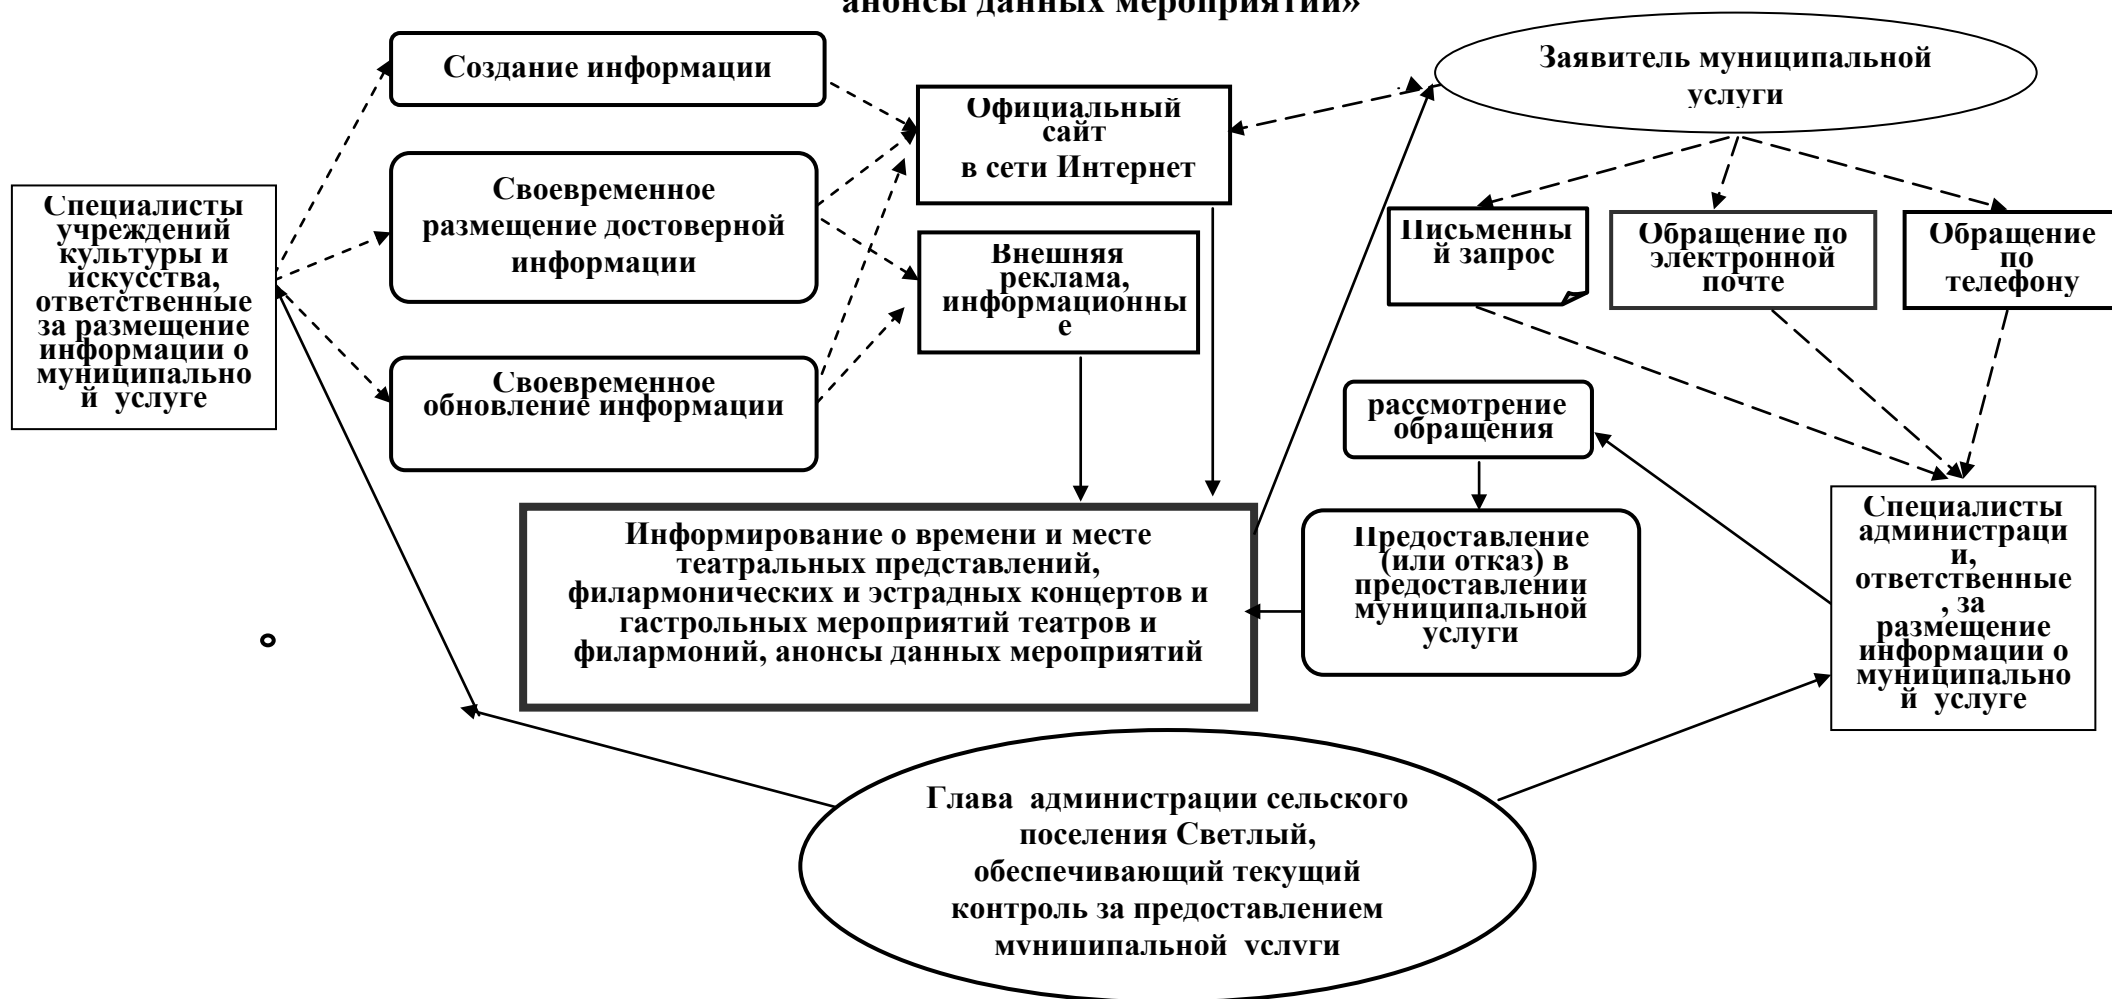 анонсы данных мероприятий»
Создание информации
Заявитель муниципальной
услуги
Официальный
сайт
в сети Интернет
Специалисты
учреждений
культуры и
искусства,
ответственные
за размещение
информации о
муниципально
й услуге
Своевременное
размещение достоверной
информации
Внешняя
реклама,
информационны
е
Письменны
й запрос
Обращение по
электронной
почте
Обращение
по
телефону
Своевременное
обновление информации
рассмотрение
обращения
Информирование о времени и месте
театральных представлений,
филармонических и эстрадных концертов и
гастрольных мероприятий театров и
филармоний, анонсы данных мероприятий
Предоставление
(или отказ) в
предоставлении
муниципальной
услуги
Специалисты
администраци
и,
ответственные
, за
размещение
информации о
муниципально
й услуге
Глава администрации сельского
поселения Светлый,
обеспечивающий текущий
контроль за предоставлением
муниципальной услуги